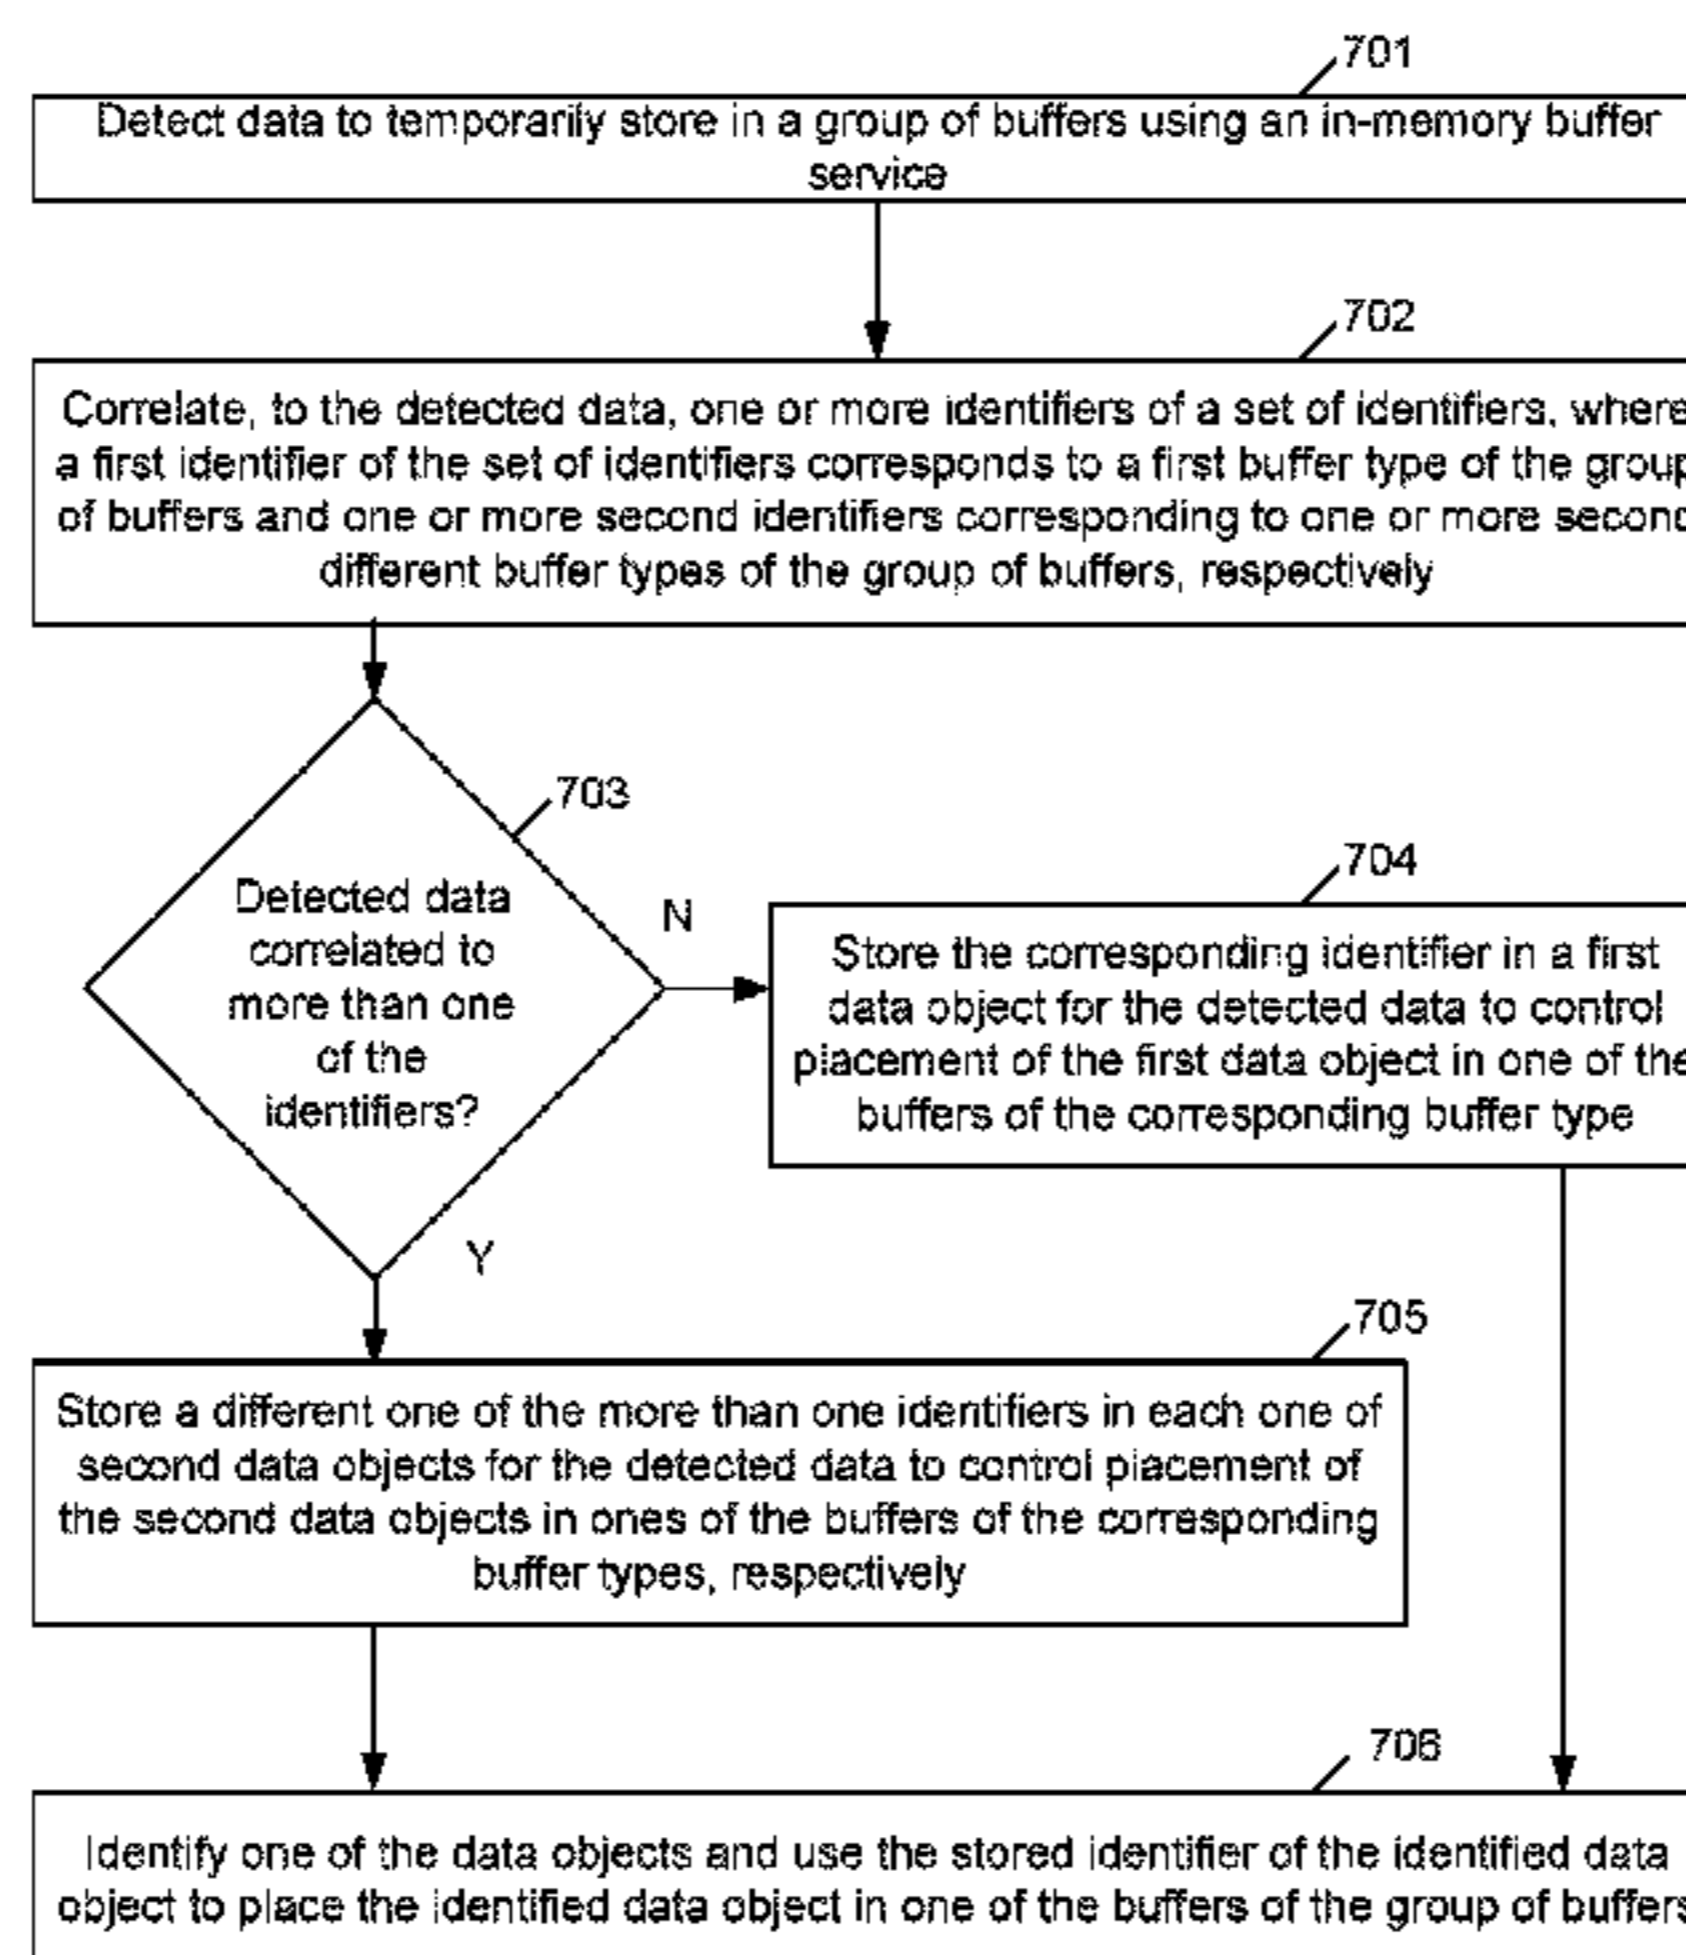 701
Detect data to temporarily store in a group of buffers using an in-memory buffer
service
702
Correlate, to the detected data, one or more identifiers of a set of identifiers, where
a first identifier of the set of identifiers corresponds to a first buffer type of the group
of buffers and one or more second identifiers corresponding to one or more second
different buffer types of the group of buffers, respectively
703
Detected data
correlated to
more than one
of the
identifiers?
N
704
Store the corresponding identifier in a first
data object for the detected data to control
placement of the first data object in one of the
buffers of the corresponding buffer type
Y
705
Store a different one of the more than one identifiers in each one of
second data objects for the detected data to control placement of
the second data objects in ones of the buffers of the corresponding
buffer types, respectively
706
Identify one of the data objects and use the stored identifier of the identified data
object to place the identified data object in one of the buffers of the group of buffers